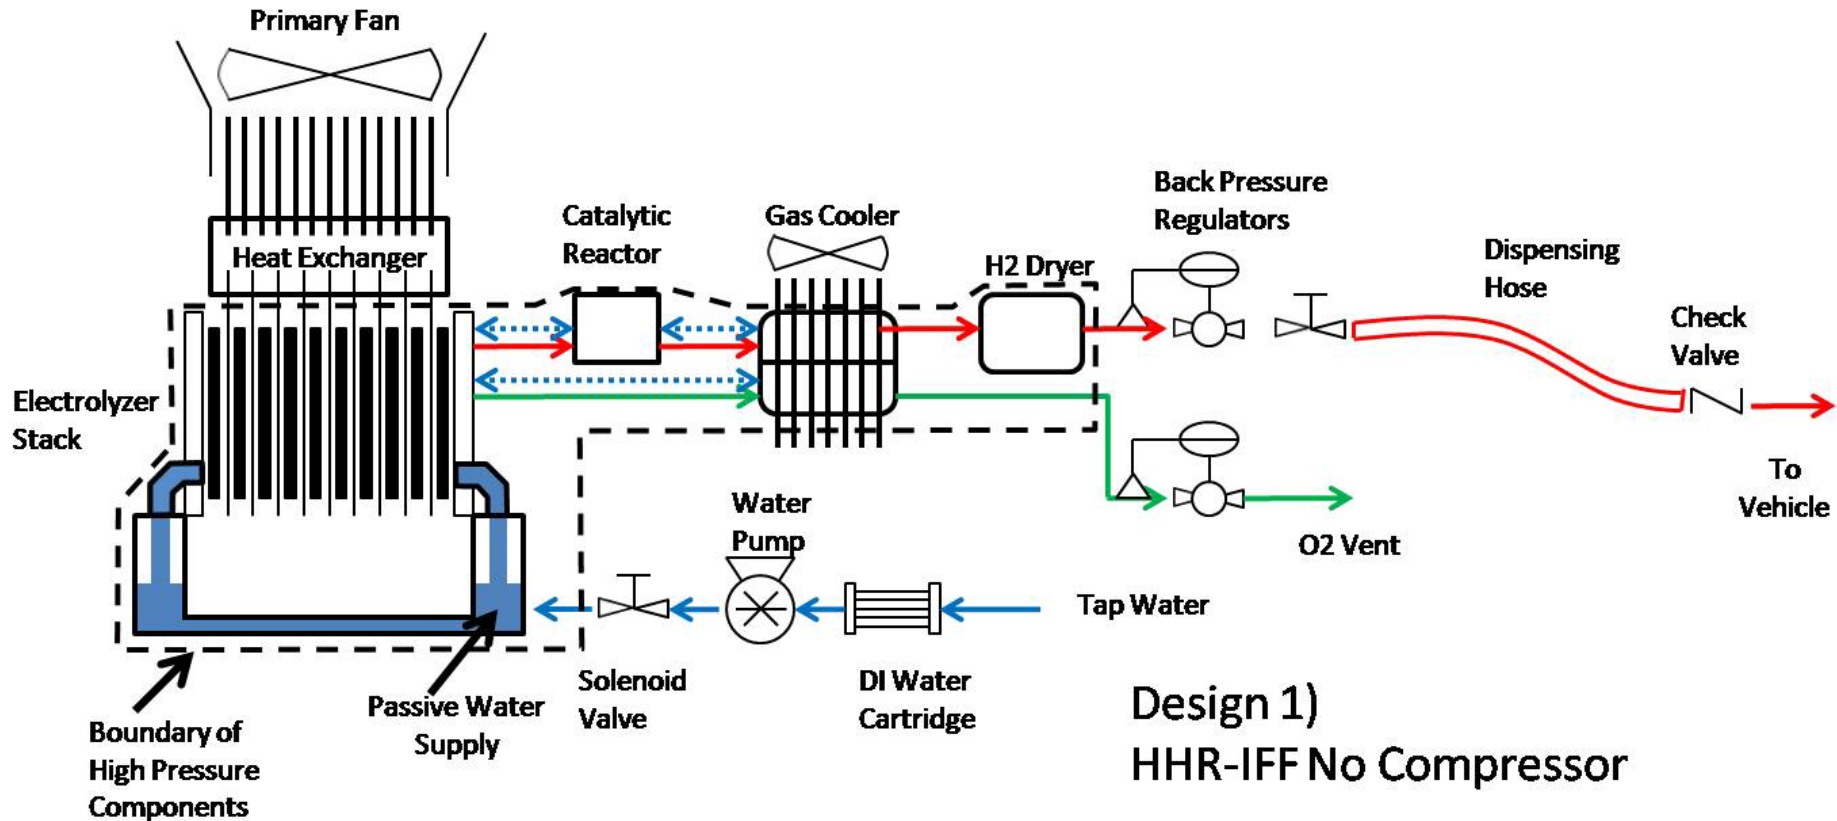 Primary Fan
Heat Exchanger
Catalytic
Reactor
Gas Cooler
H2 Dryer
Back Pressure
Regulators
Dispensing
Hose
Check
Valve
To
Vehicle
Electrolyzer
Stack
O2 Vent
Water
Pump
Tap Water
Solenoid
Valve
DI Water
Cartridge
Passive Water
Supply
Boundary of
High Pressure
Components
Design 1)
HHR-IFF No Compressor